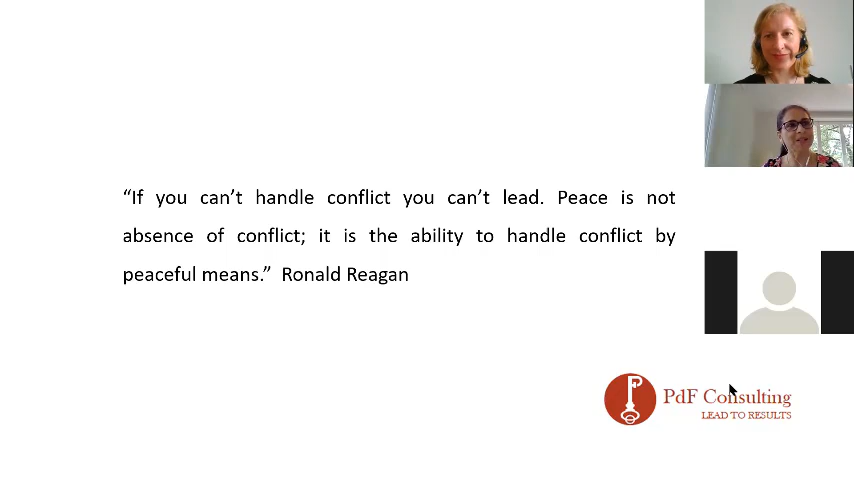 “If you can’t handle conflict you can’t lead. Peace is not
absence of conflict; it is the ability to handle conflict by
peaceful means.” Ronald Reagan
PdF Consulting
LEAD TO RESULTS